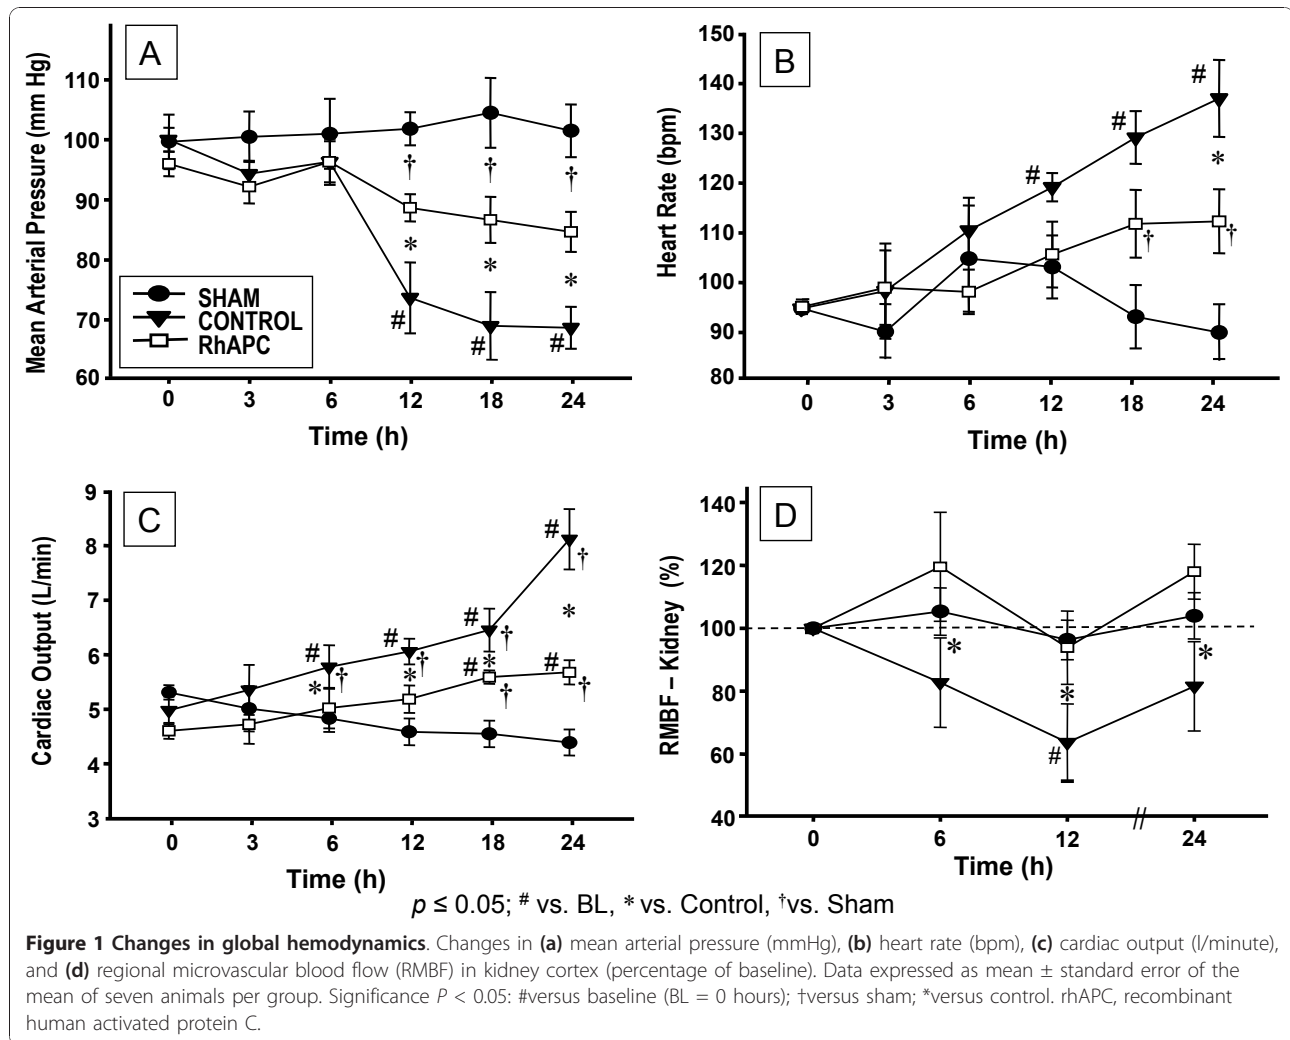 A
Mean Arterial Pressure (mm Hg)
110
100
90
80
70
60
† † †
* * *
# # #
SHAM
CONTROL
RhAPC
0 3 6 12 18 24
Time (h)
B
Heart Rate (bpm)
150
140
130
120
110
100
90
80
# # #
*
† †
0 3 6 12 18 24
Time (h)
C
Cardiac Output (L/min)
9
8
7
6
5
4
3
# # # #
† † † †
* * * *
# #
† †
0 3 6 12 18 24
Time (h)
D
RMBF – Kidney (%)
140
120
100
80
60
40
* * *
#
//
0 6 12 24
Time (h)
p ≤ 0.05; # vs. BL, * vs. Control, †vs. Sham
Figure 1 Changes in global hemodynamics. Changes in (a) mean arterial pressure (mmHg), (b) heart rate (bpm), (c) cardiac output (l/minute),
and (d) regional microvascular blood flow (RMBF) in kidney cortex (percentage of baseline). Data expressed as mean ± standard error of the
mean of seven animals per group. Significance P < 0.05: #versus baseline (BL = 0 hours); †versus sham; *versus control. rhAPC, recombinant
human activated protein C.